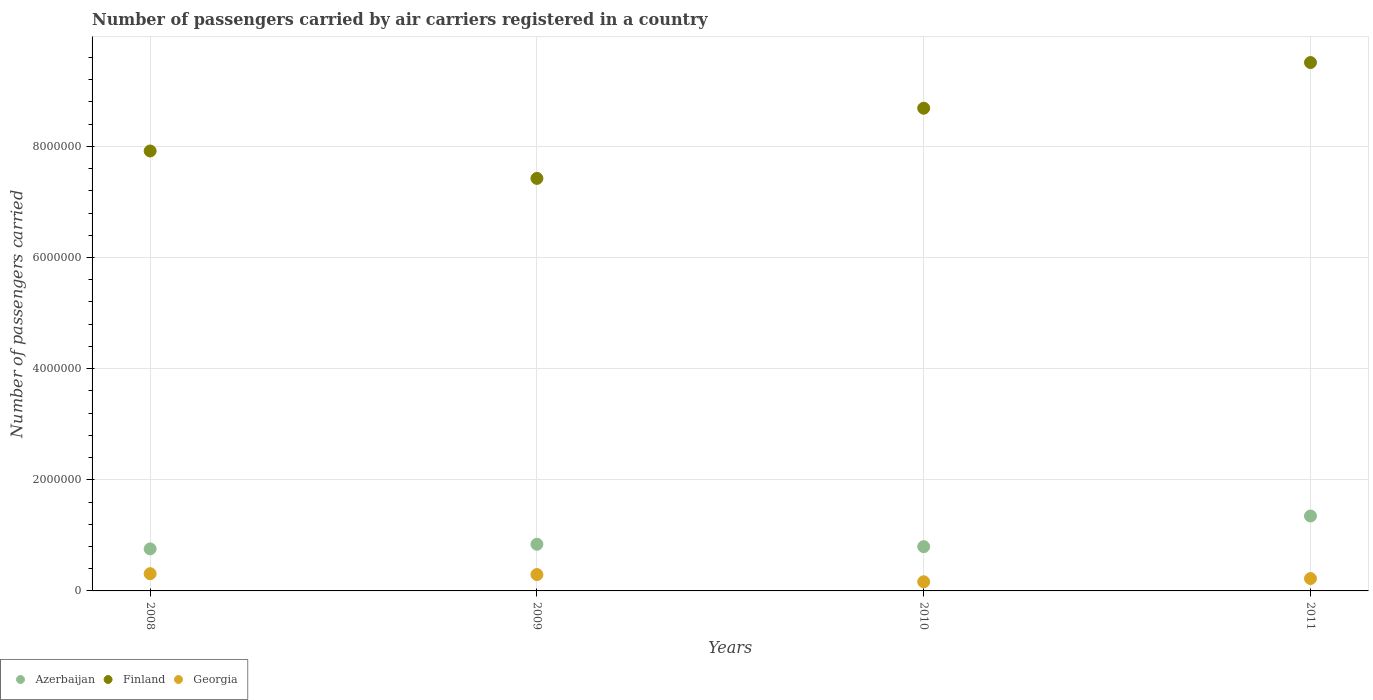 Number of passengers carried by air carriers registered in a country
Number of passengers carried
8000000
6000000
4000000
2000000
0
2008
2009
2010
2011
Years
Azerbaijan
Finland
Georgia